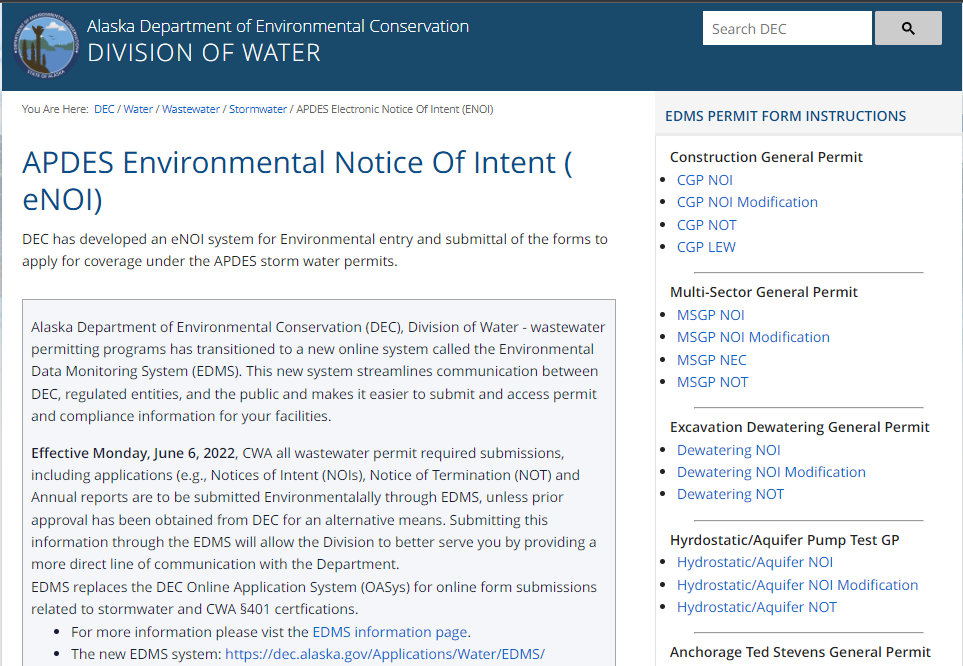 Alaska Department of Environmental Conservation
DIVISION OF WATER
Search DEC
You Are Here: DEC / Water / Wastewater / Stormwater / APDES Electronic Notice Of Intent (ENOI)
APDES Environmental Notice Of Intent (
eNOI)
DEC has developed an eNOI system for Environmental entry and submittal of the forms to
apply for coverage under the APDES storm water permits.
Alaska Department of Environmental Conservation (DEC), Division of Water - wastewater
permitting programs has transitioned to a new online system called the Environmental
Data Monitoring System (EDMS). This new system streamlines communication between
DEC, regulated entities, and the public and makes it easier to submit and access permit
and compliance information for your facilities.
Effective Monday, June 6, 2022, CWA all wastewater permit required submissions,
including applications (e.g., Notices of Intent (NOIs), Notice of Termination (NOT) and
Annual reports are to be submitted Environmentalally through EDMS, unless prior
approval has been obtained from DEC for an alternative means. Submitting this
information through the EDMS will allow the Division to better serve you by providing a
more direct line of communication with the Department.
EDMS replaces the DEC Online Application System (OASys) for online form submissions
related to stormwater and CWA §401 certfications.
• For more information please vist the EDMS information page.
• The new EDMS system: https://dec.alaska.gov/Applications/Water/EDMS/
EDMS PERMIT FORM INSTRUCTIONS
Construction General Permit
• CGP NOI
• CGP NOI Modification
• CGP NOT
• CGP LEW
Multi-Sector General Permit
• MSGP NOI
• MSGP NOI Modification
• MSGP NEC
• MSGP NOT
Excavation Dewatering General Permit
• Dewatering NOI
• Dewatering NOI Modification
• Dewatering NOT
Hyrdostatic/Aquifer Pump Test GP
• Hydrostatic/Aquifer NOI
• Hydrostatic/Aquifer NOI Modification
• Hydrostatic/Aquifer NOT
Anchorage Ted Stevens General Permit